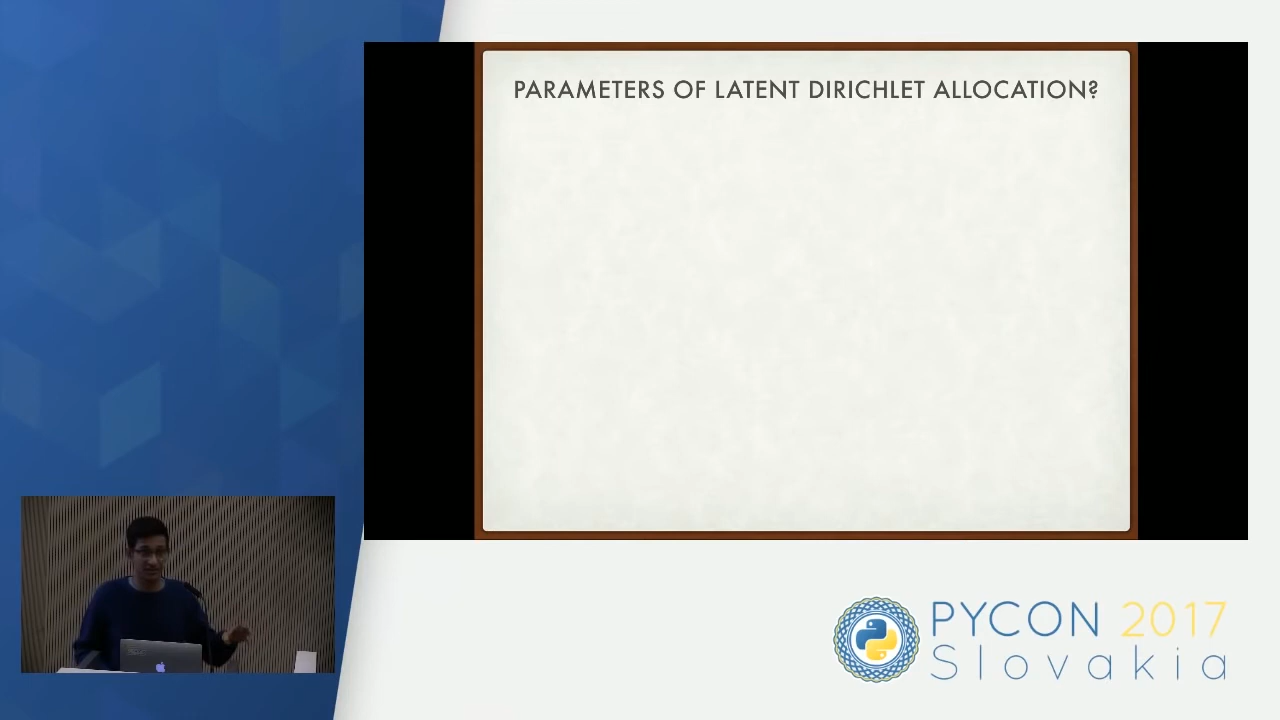 PARAMETERS OF LATENT DIRICHLET ALLOCATION?
PYCON 2017
Slovakia